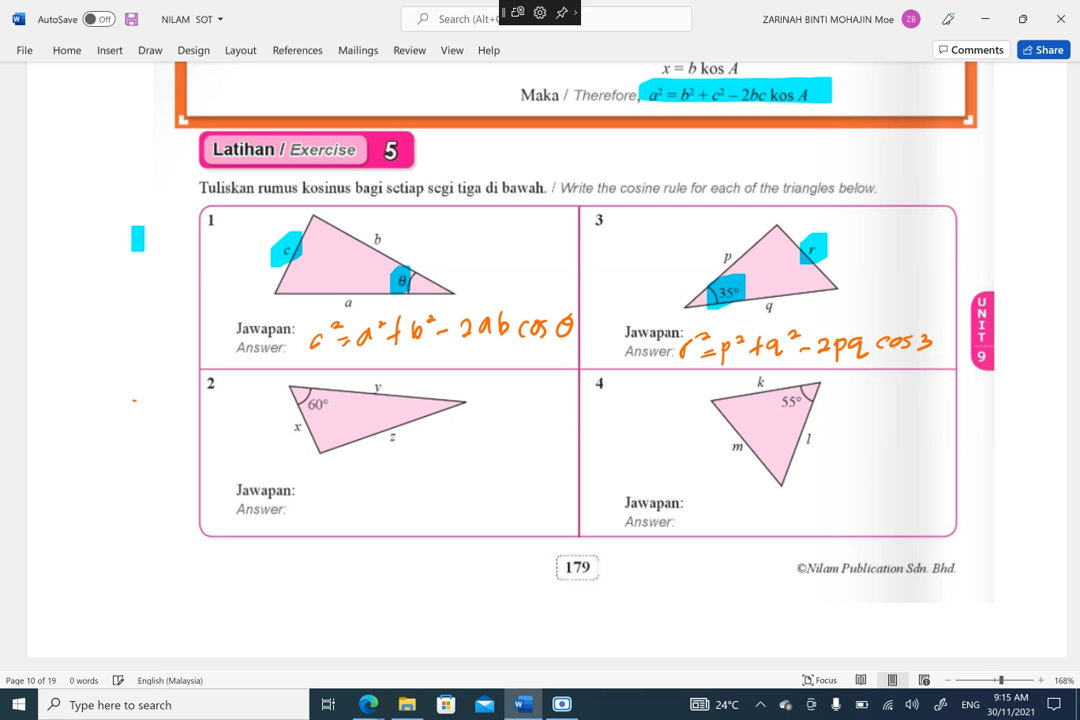 AutoSave Off NILAM SOT Search (Alt+ ZARINAH BINTI MOHAJIN Moe ZB
File Home Insert Draw Design Layout References Mailings Review View Help Comments Share
x = b kos A
Maka / Therefore, a² = b² + c² – 2bc kos A
Latihan / Exercise 5
Tuliskan rumus kosinus bagi setiap segi tiga di bawah. / Write the cosine rule for each of the triangles below.
1
c
b
θ
a
Jawapan:
Answer:
c² = a² + b² - 2ab cos θ
3
p
r
35°
q
Jawapan:
Answer:
r² = p² + q² - 2pq cos 3
2
y
60°
x
z
Jawapan:
Answer:
4
k
55°
m
l
Jawapan:
Answer:
UNIT
9
179
©Nilam Publication Sdn. Bhd.
Page 10 of 19 0 words English (Malaysia) Focus 168%
Type here to search 24°C ENG 9:15 AM
30/11/2021